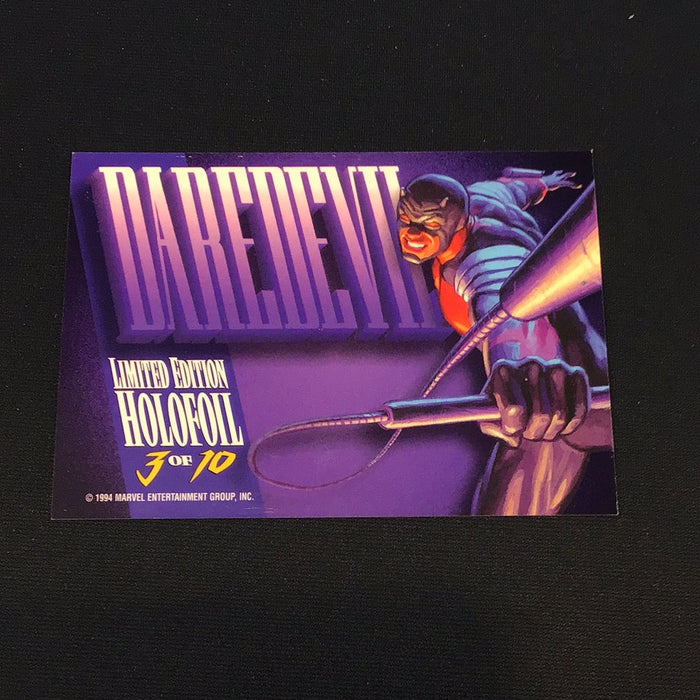 DAREDEVIL
LIMITED EDITION
HOLOFOIL
3 OF 10
© 1994 MARVEL ENTERTAINMENT GROUP, INC.